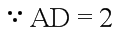 ∵ AD = 2